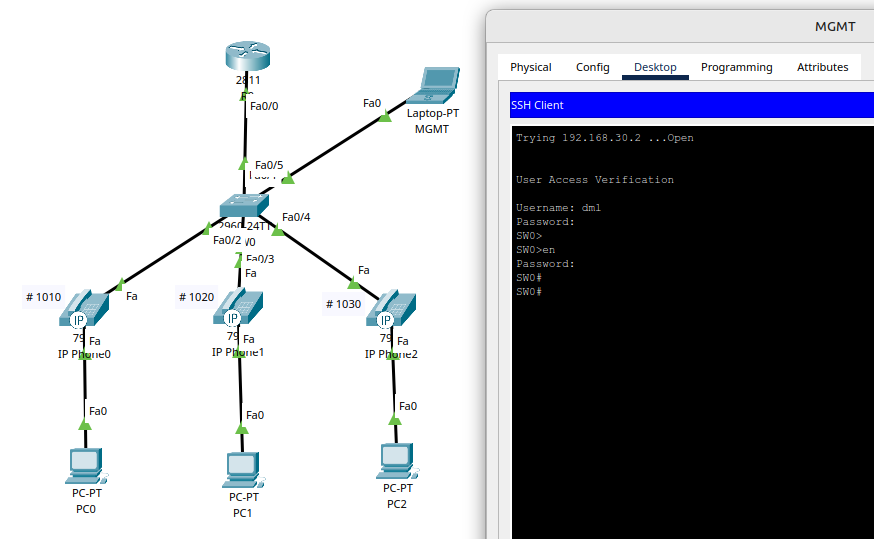 MGMT
Physical
Config
Desktop
Programming
Attributes
SSH Client
Trying 192.168.30.2 ...Open
User Access Verification
Username: dml
Password:
SW0>
SW0>en
Password:
SW0#
SW0#
2811
Fa0/0
Fa0
Laptop-PT
MGMT
Fa0/5
Fa0/4
Fa0/2
Fa0/3
Fa
Fa
Fa
# 1010
# 1020
# 1030
IP
IP
IP
79
79
79
Fa
Fa
Fa
IP Phone0
IP Phone1
IP Phone2
Fa0
Fa0
Fa0
PC-PT
PC0
PC-PT
PC1
PC-PT
PC2